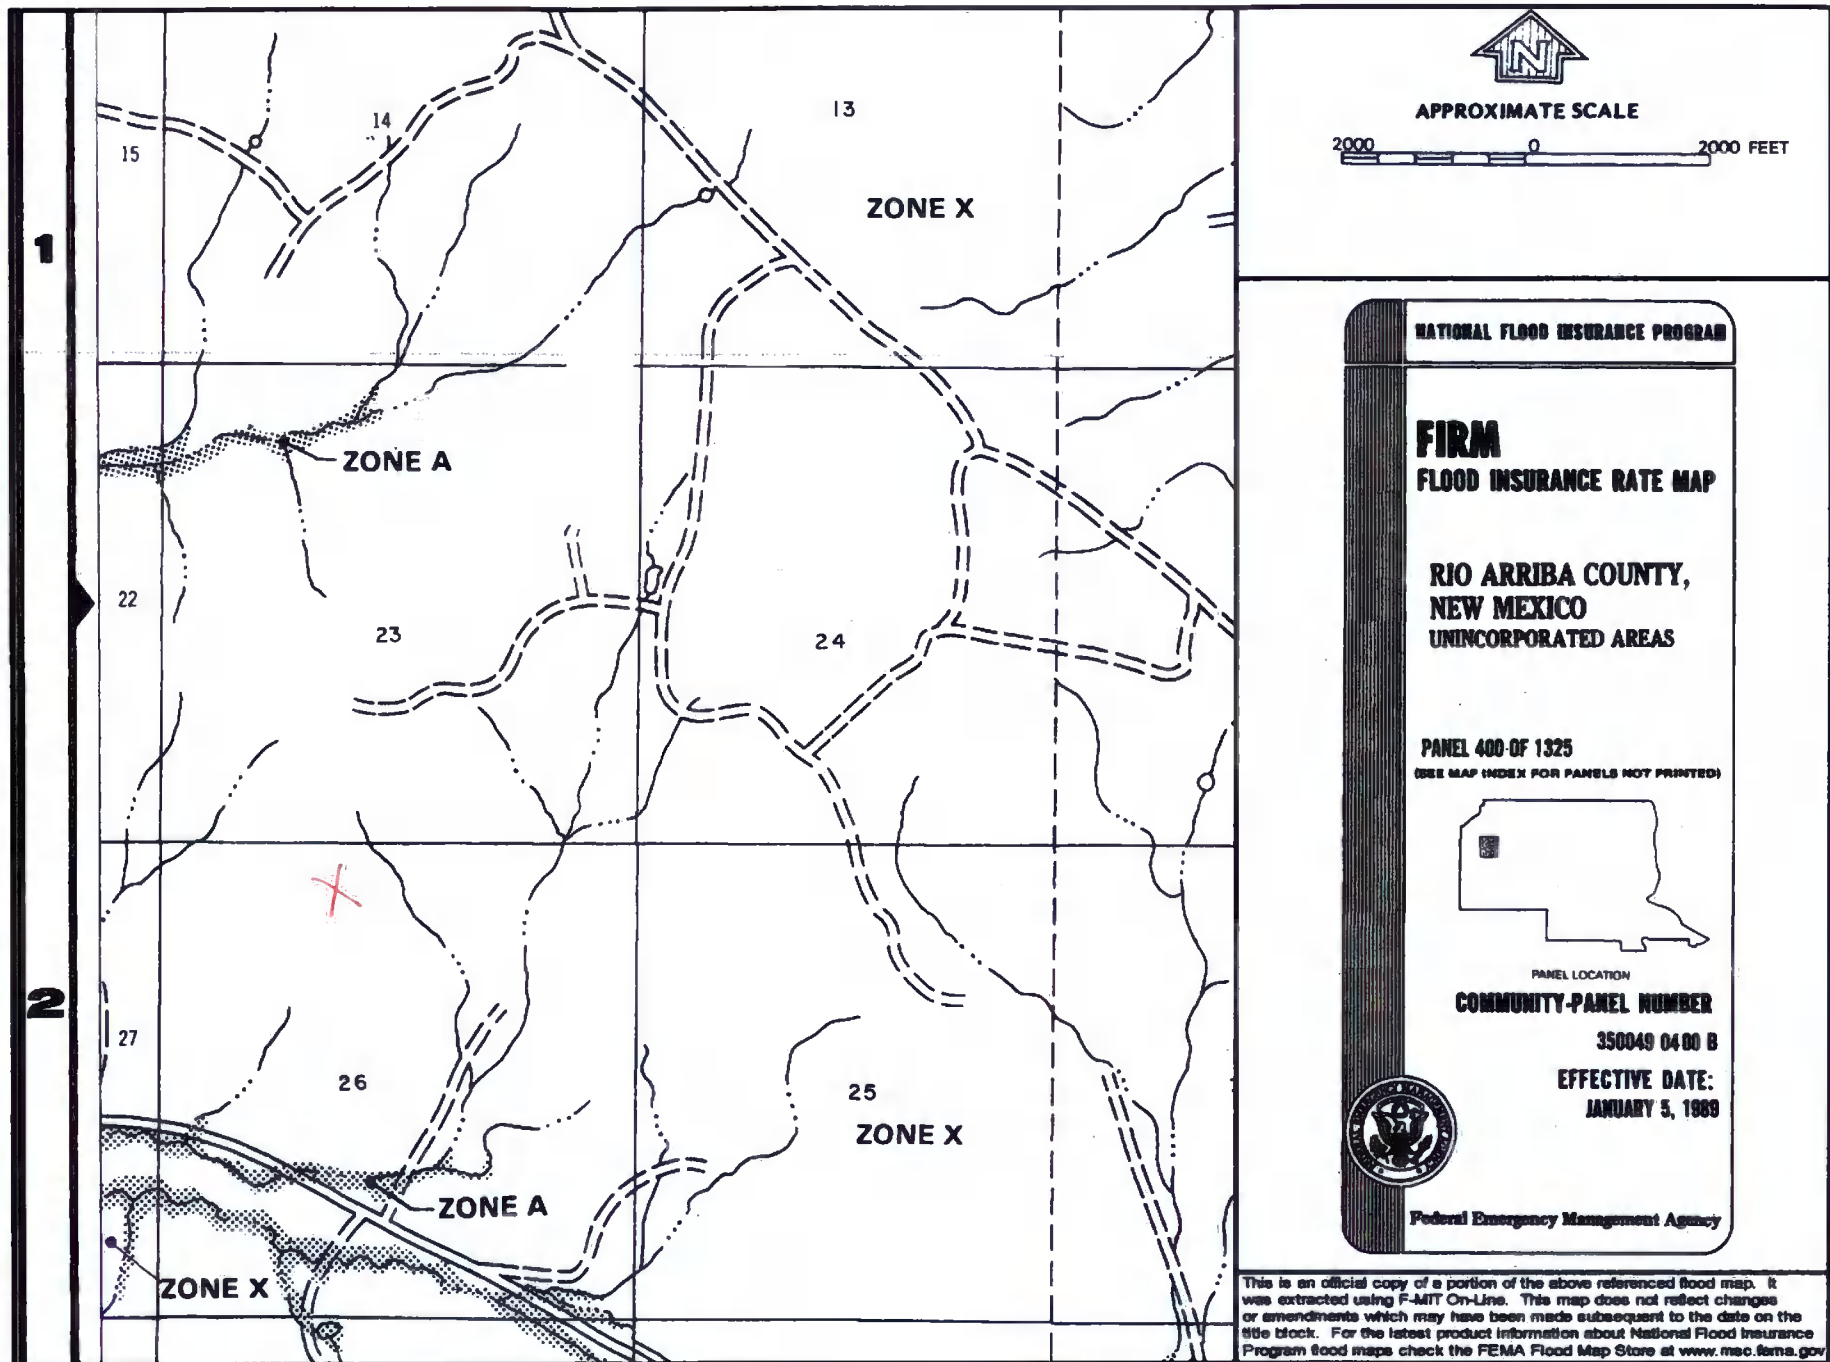 1
2
15
14
13
ZONE X
ZONE A
22
23
24
27
26
25
ZONE X
ZONE A
ZONE X
N
APPROXIMATE SCALE
2000 0 2000 FEET
NATIONAL FLOOD INSURANCE PROGRAM
FIRM
FLOOD INSURANCE RATE MAP
RIO ARRIBA COUNTY,
NEW MEXICO
UNINCORPORATED AREAS
PANEL 400 OF 1325
(SEE MAP INDEX FOR PANELS NOT PRINTED)
PANEL LOCATION
COMMUNITY-PANEL NUMBER
350049 0400 B
EFFECTIVE DATE:
JANUARY 5, 1989
Federal Emergency Management Agency
This is an official copy of a portion of the above referenced flood map. It
was extracted using F-MIT On-Line. This map does not reflect changes
or amendments which may have been made subsequent to the date on the
title block. For the latest product information about National Flood Insurance
Program flood maps check the FEMA Flood Map Store at www.msc.fema.gov